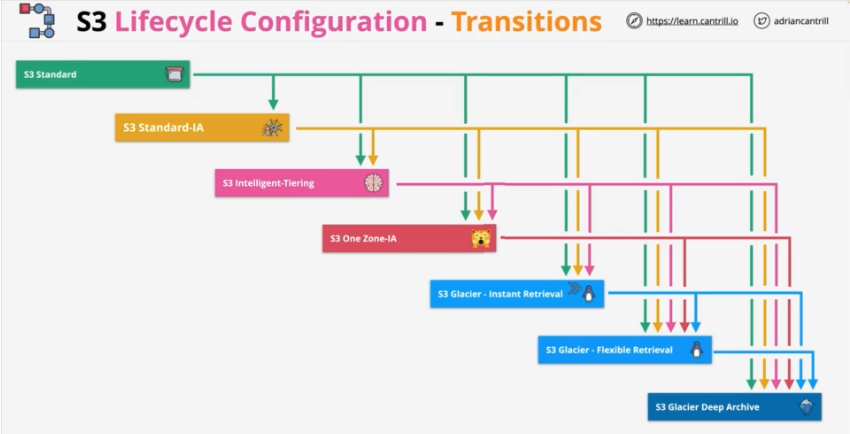 S3 Lifecycle Configuration - Transitions
https://learn.cantrill.io
adriancantrill
S3 Standard
S3 Standard-IA
S3 Intelligent-Tiering
S3 One Zone-IA
S3 Glacier - Instant Retrieval
S3 Glacier - Flexible Retrieval
S3 Glacier Deep Archive